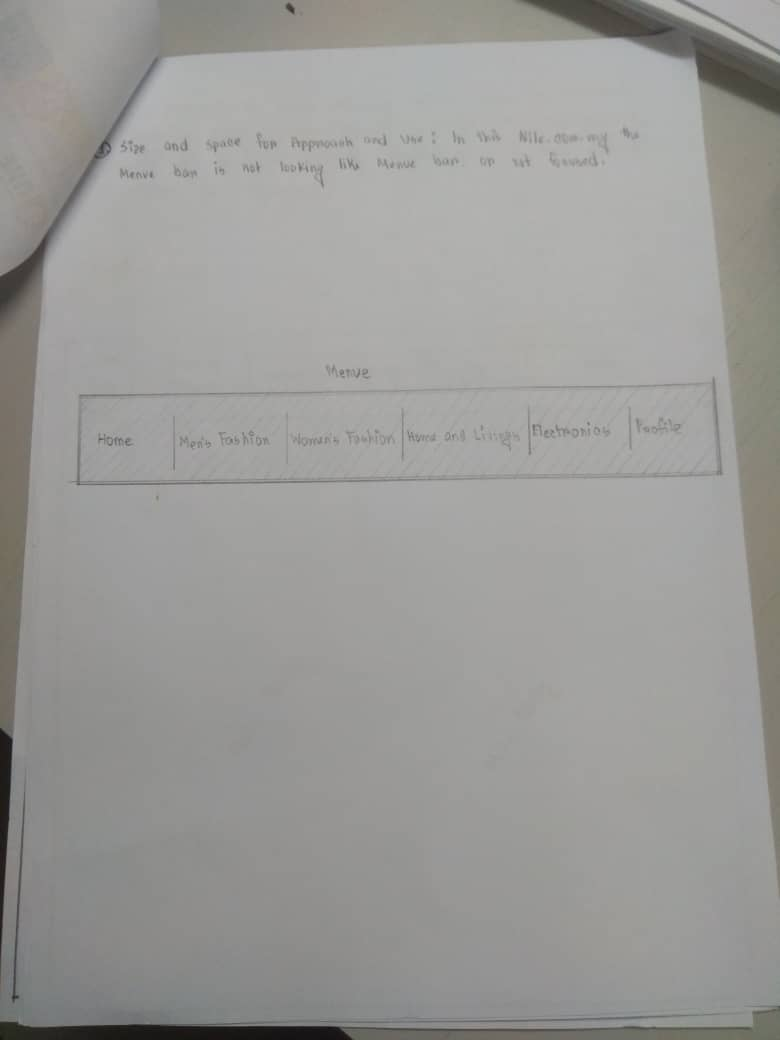 Size and Space for Approach and Use : In this Nile.com.my the
Menue bar is not looking like Menue bar or not focused.
Menue
Home
Men's Fashion
Women's Fashion
Home and Livings
Electronics
Profile